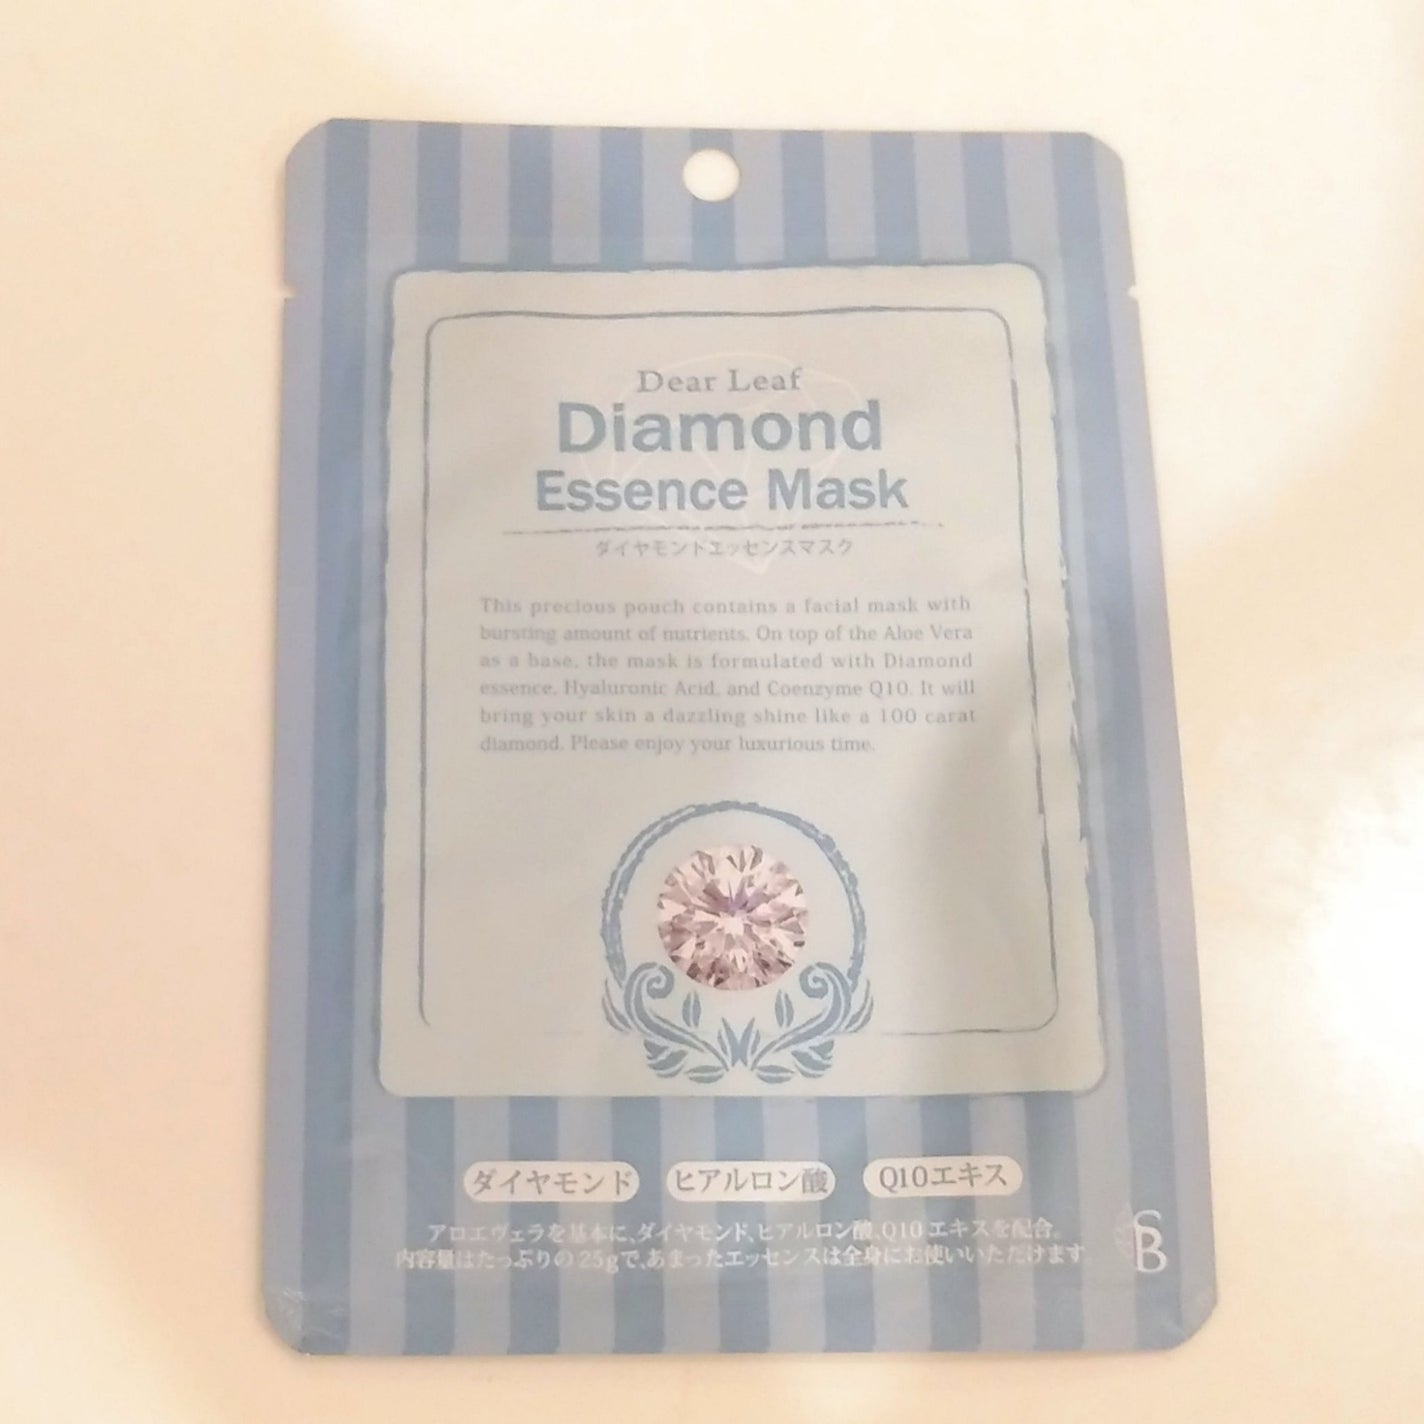 Dear Leaf
Diamond
Essence Mask
ダイヤモンドエッセンスマスク
This precious pouch contains a facial mask with
bursting amount of nutrients. On top of the Aloe Vera
as a base, the mask is formulated with Diamond
essence, Hyaluronic Acid, and Coenzyme Q10. It will
bring your skin a dazzling shine like a 100 carat
diamond. Please enjoy your luxurious time.
ダイヤモンド ヒアルロン酸 Q10エキス
アロエヴェラを基本に、ダイヤモンド、ヒアルロン酸、Q10 エキスを配合。
内容量はたっぷりの 25gで、あまったエッセンスは全身にお使いいただけます。
SB